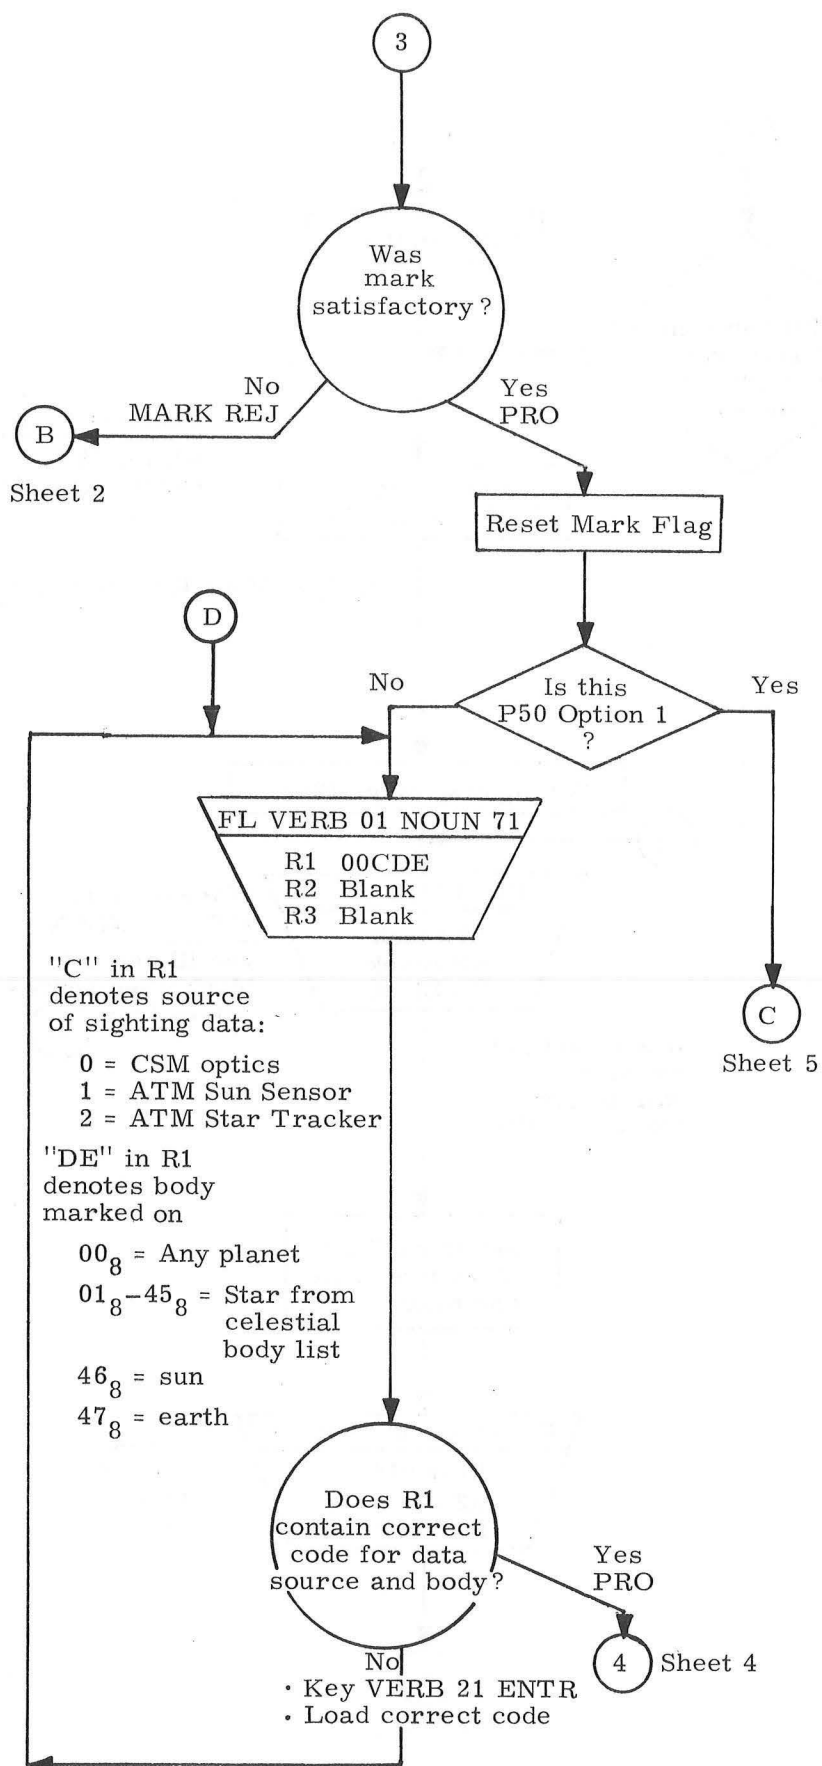 3
Was
mark
satisfactory?
No
MARK REJ
Yes
PRO
B
Sheet 2
Reset Mark Flag
D
No
Is this
P50 Option 1
?
Yes
FL VERB 01 NOUN 71
R1 00CDE
R2 Blank
R3 Blank
"C" in R1
denotes source
of sighting data:
0 = CSM optics
1 = ATM Sun Sensor
2 = ATM Star Tracker
C
Sheet 5
"DE" in R1
denotes body
marked on
00₈ = Any planet
01₈-45₈ = Star from
celestial
body list
46₈ = sun
47₈ = earth
Does R1
contain correct
code for data
source and body?
Yes
PRO
4 Sheet 4
No
· Key VERB 21 ENTR
· Load correct code